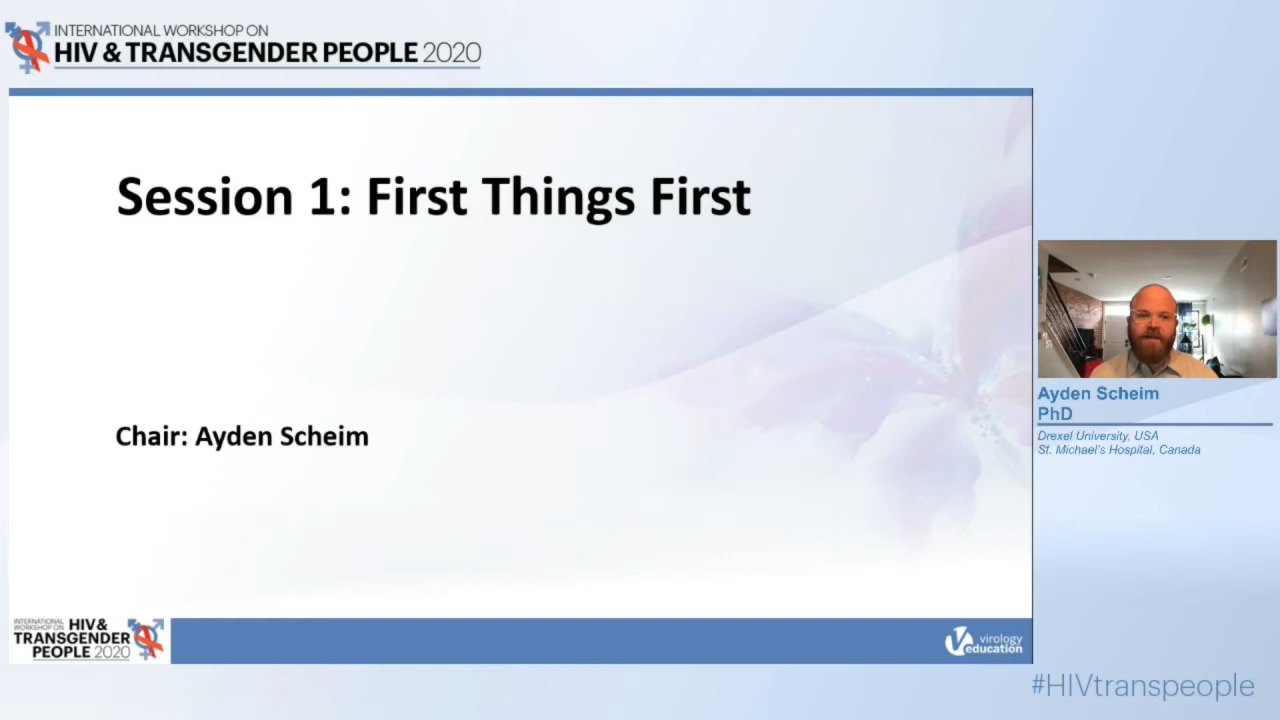 INTERNATIONAL WORKSHOP ON
HIV & TRANSGENDER PEOPLE 2020
Session 1: First Things First
Chair: Ayden Scheim
Ayden Scheim
PhD
Drexel University, USA
St. Michael's Hospital, Canada
INTERNATIONAL WORKSHOP ON HIV &
TRANSGENDER
PEOPLE 2020
virology
education
#HIVtranspeople